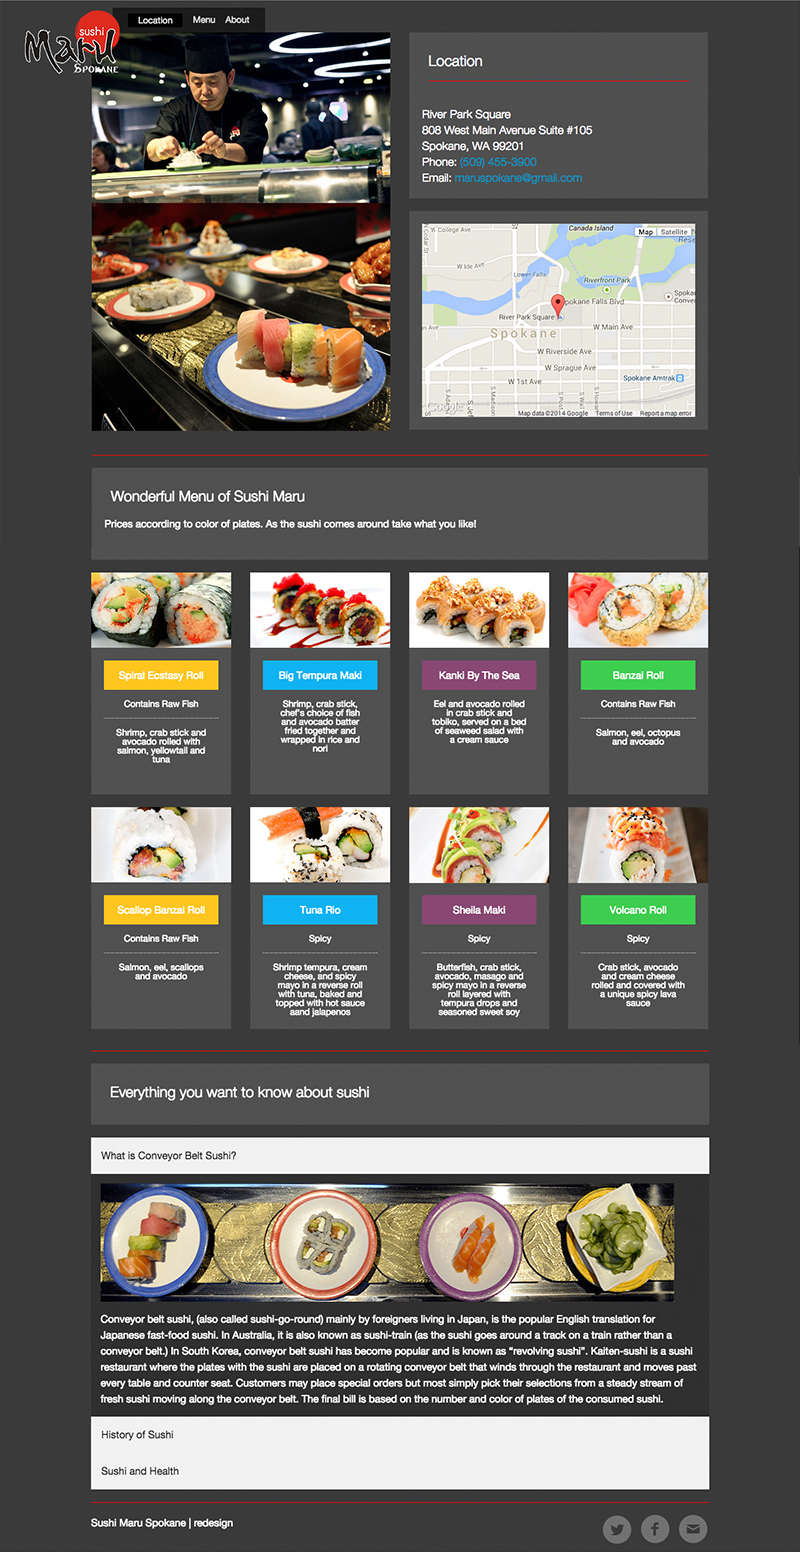 sushi
Maru
SPOKANE
Location Menu About
Location
River Park Square
808 West Main Avenue Suite #105
Spokane, WA 99201
Phone: (509) 455-3900
Email: maruspokane@gmail.com
Canada Island
Map Satellite
W College Ave
W Ide Ave
Lower Falls
Riverfront Park
Spokane Falls Blvd
River Park Square
Spokane
W Main Ave
W Riverside Ave
W Sprague Ave
W 1st Ave
Spokane Amtrak
Google
Map data ©2014 Google Terms of Use Report a map error
Wonderful Menu of Sushi Maru
Prices according to color of plates. As the sushi comes around take what you like!
Spiral Ecstasy Roll
Contains Raw Fish
Shrimp, crab stick and
avocado rolled with
salmon, yellowtail and
tuna
Big Tempura Maki
Shrimp, crab stick,
chef's choice of fish
and avocado batter
fried together and
wrapped in rice and
nori
Kanki By The Sea
Eel and avocado rolled
in crab stick and
tobiko, served on a bed
of seaweed salad with
a cream sauce
Banzai Roll
Contains Raw Fish
Salmon, eel, octopus
and avocado
Scallop Banzai Roll
Contains Raw Fish
Salmon, eel, scallops
and avocado
Tuna Rio
Spicy
Shrimp tempura, cream
cheese, and spicy
mayo in a reverse roll
with tuna, baked and
topped with hot sauce
aand jalapenos
Sheila Maki
Spicy
Butterfish, crab stick,
avocado, masago and
spicy mayo in a reverse
roll layered with
tempura drops and
seasoned sweet soy
Volcano Roll
Spicy
Crab stick, avocado
and cream cheese
rolled and covered with
a unique spicy lava
sauce
Everything you want to know about sushi
What is Conveyor Belt Sushi?
Conveyor belt sushi, (also called sushi-go-round) mainly by foreigners living in Japan, is the popular English translation for
Japanese fast-food sushi. In Australia, it is also known as sushi-train (as the sushi goes around a track on a train rather than a
conveyor belt.) In South Korea, conveyor belt sushi has become popular and is known as “revolving sushi”. Kaiten-sushi is a sushi
restaurant where the plates with the sushi are placed on a rotating conveyor belt that winds through the restaurant and moves past
every table and counter seat. Customers may place special orders but most simply pick their selections from a steady stream of
fresh sushi moving along the conveyor belt. The final bill is based on the number and color of plates of the consumed sushi.
History of Sushi
Sushi and Health
Sushi Maru Spokane | redesign